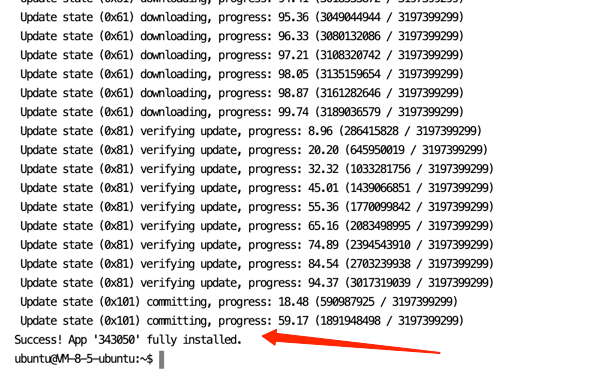 Update state (0x61) downloading, progress: 95.36 (3049044944 / 3197399299)
Update state (0x61) downloading, progress: 96.33 (3080132086 / 3197399299)
Update state (0x61) downloading, progress: 97.21 (3108320742 / 3197399299)
Update state (0x61) downloading, progress: 98.05 (3135159654 / 3197399299)
Update state (0x61) downloading, progress: 98.87 (3161282646 / 3197399299)
Update state (0x61) downloading, progress: 99.74 (3189036579 / 3197399299)
Update state (0x81) verifying update, progress: 8.96 (286415828 / 3197399299)
Update state (0x81) verifying update, progress: 20.20 (645950019 / 3197399299)
Update state (0x81) verifying update, progress: 32.32 (1033281756 / 3197399299)
Update state (0x81) verifying update, progress: 45.01 (1439066851 / 3197399299)
Update state (0x81) verifying update, progress: 55.36 (1770099842 / 3197399299)
Update state (0x81) verifying update, progress: 65.16 (2083498995 / 3197399299)
Update state (0x81) verifying update, progress: 74.89 (2394543910 / 3197399299)
Update state (0x81) verifying update, progress: 84.54 (2703239938 / 3197399299)
Update state (0x81) verifying update, progress: 94.37 (3017319039 / 3197399299)
Update state (0x101) committing, progress: 18.48 (590987925 / 3197399299)
Update state (0x101) committing, progress: 59.17 (1891948498 / 3197399299)
Success! App '343050' fully installed.
ubuntu@VM-8-5-ubuntu:~$